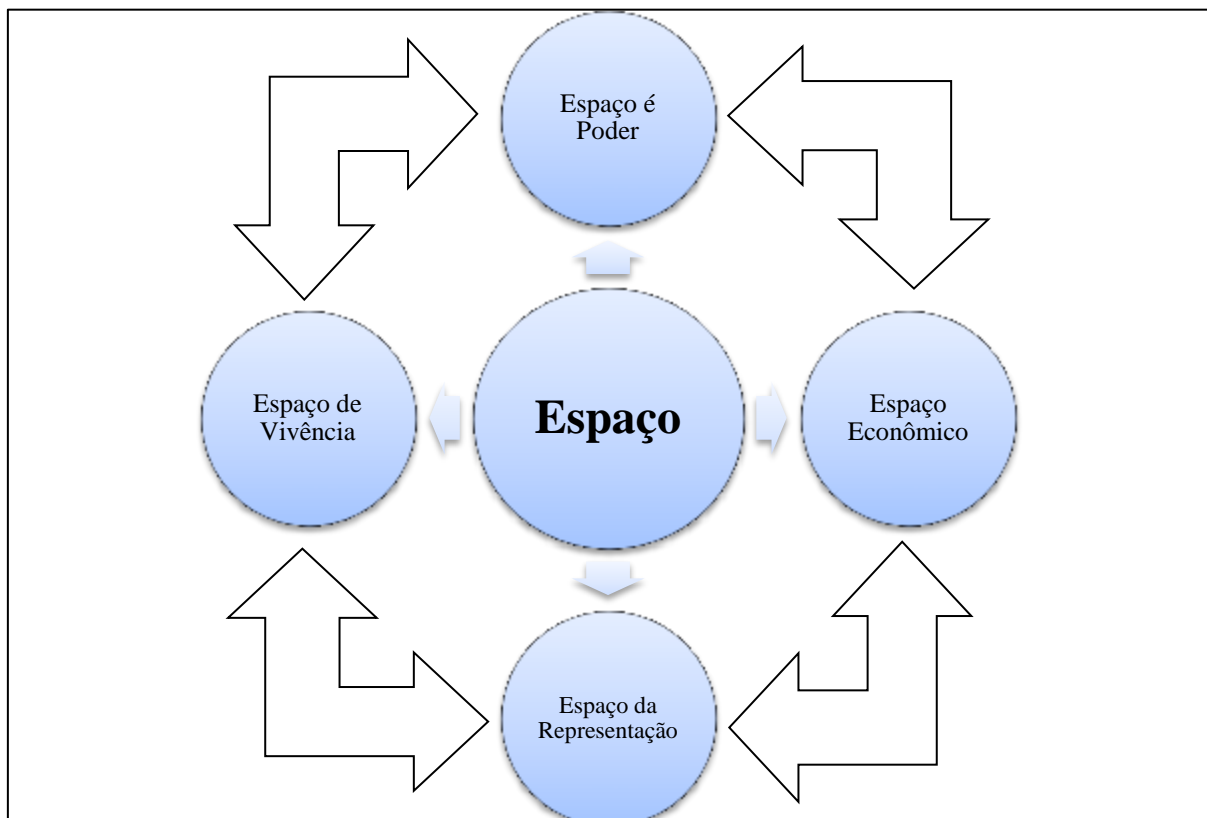 Espaço é
Poder
Espaço de
Vivência
Espaço
Espaço
Econômico
Espaço da
Representação